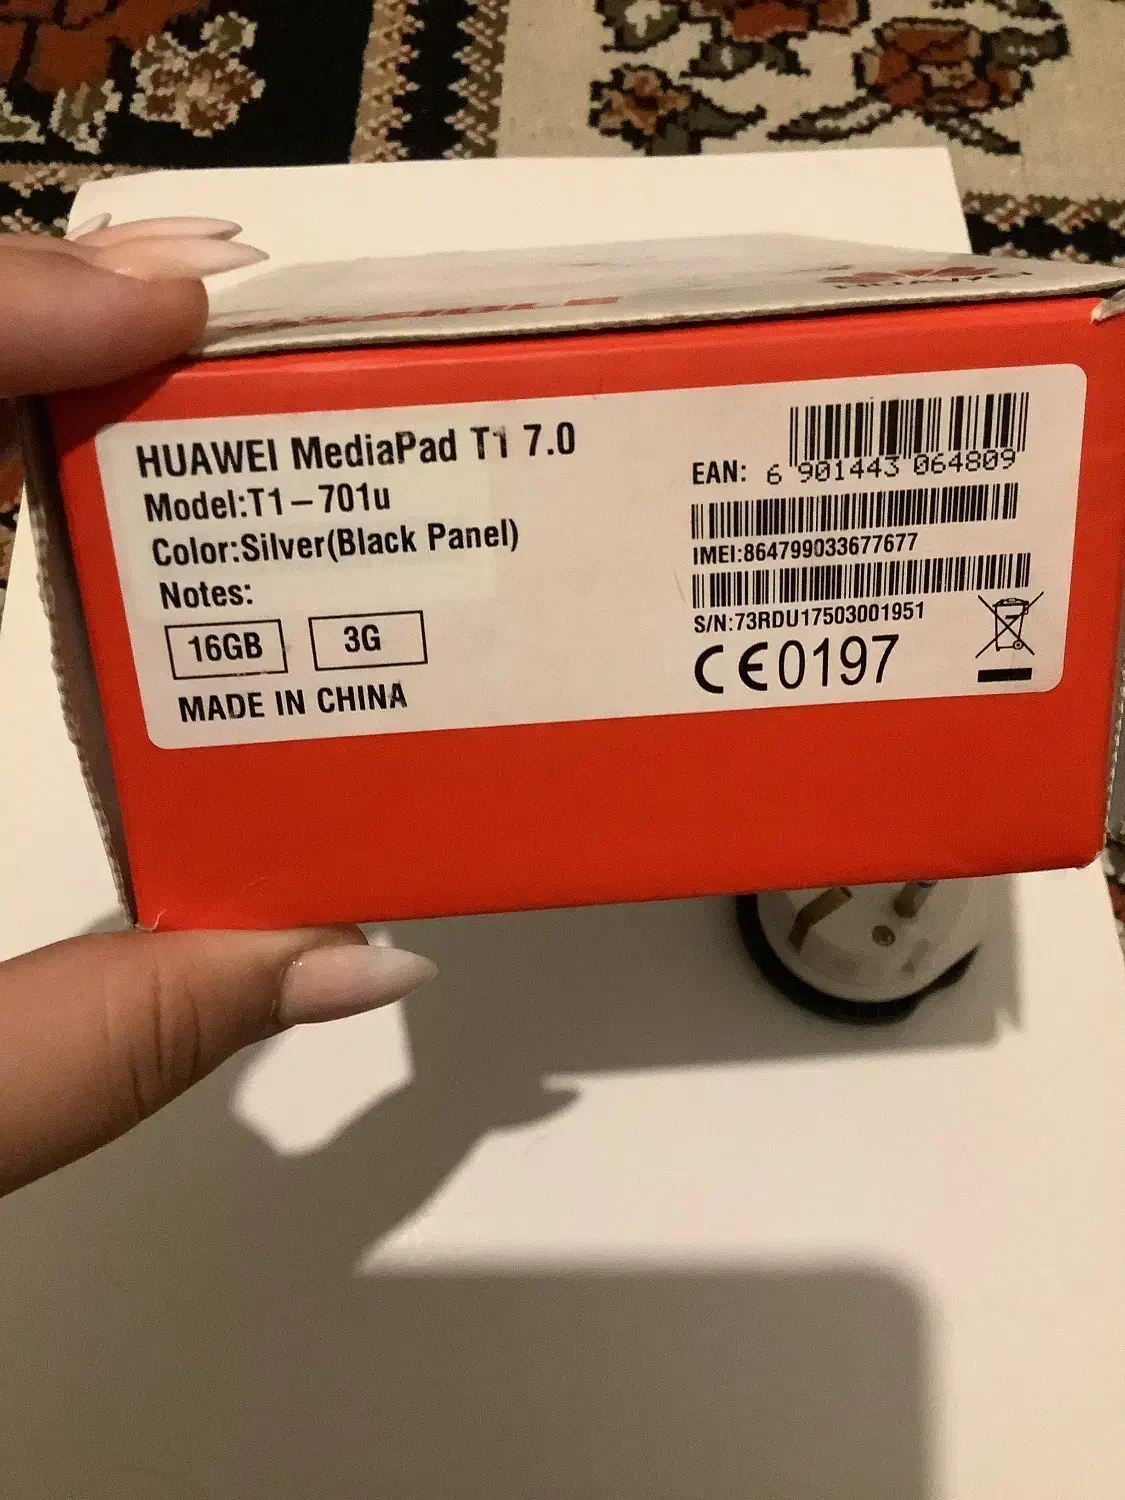 HUAWEI
HUAWEI MediaPad T1 7.0
Model:T1-701u
Color:Silver(Black Panel)
Notes:
16GB
3G
MADE IN CHINA
EAN: 6 901443 064809
IMEI:864799033677677
S/N:73RDU17503001951
CE0197